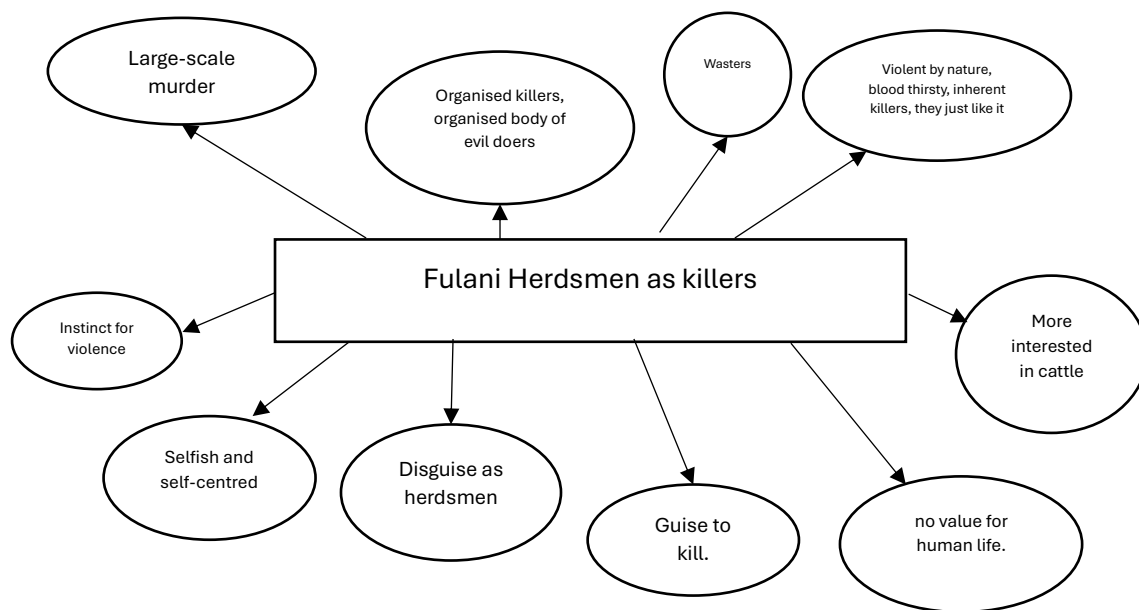 Large-scale
murder
Organised killers,
organised body of
evil doers
Wasters
Violent by nature,
blood thirsty, inherent
killers, they just like it
Fulani Herdsmen as killers
Instinct for
violence
More
interested
in cattle
Selfish and
self-centred
Disguise as
herdsmen
Guise to
kill.
no value for
human life.